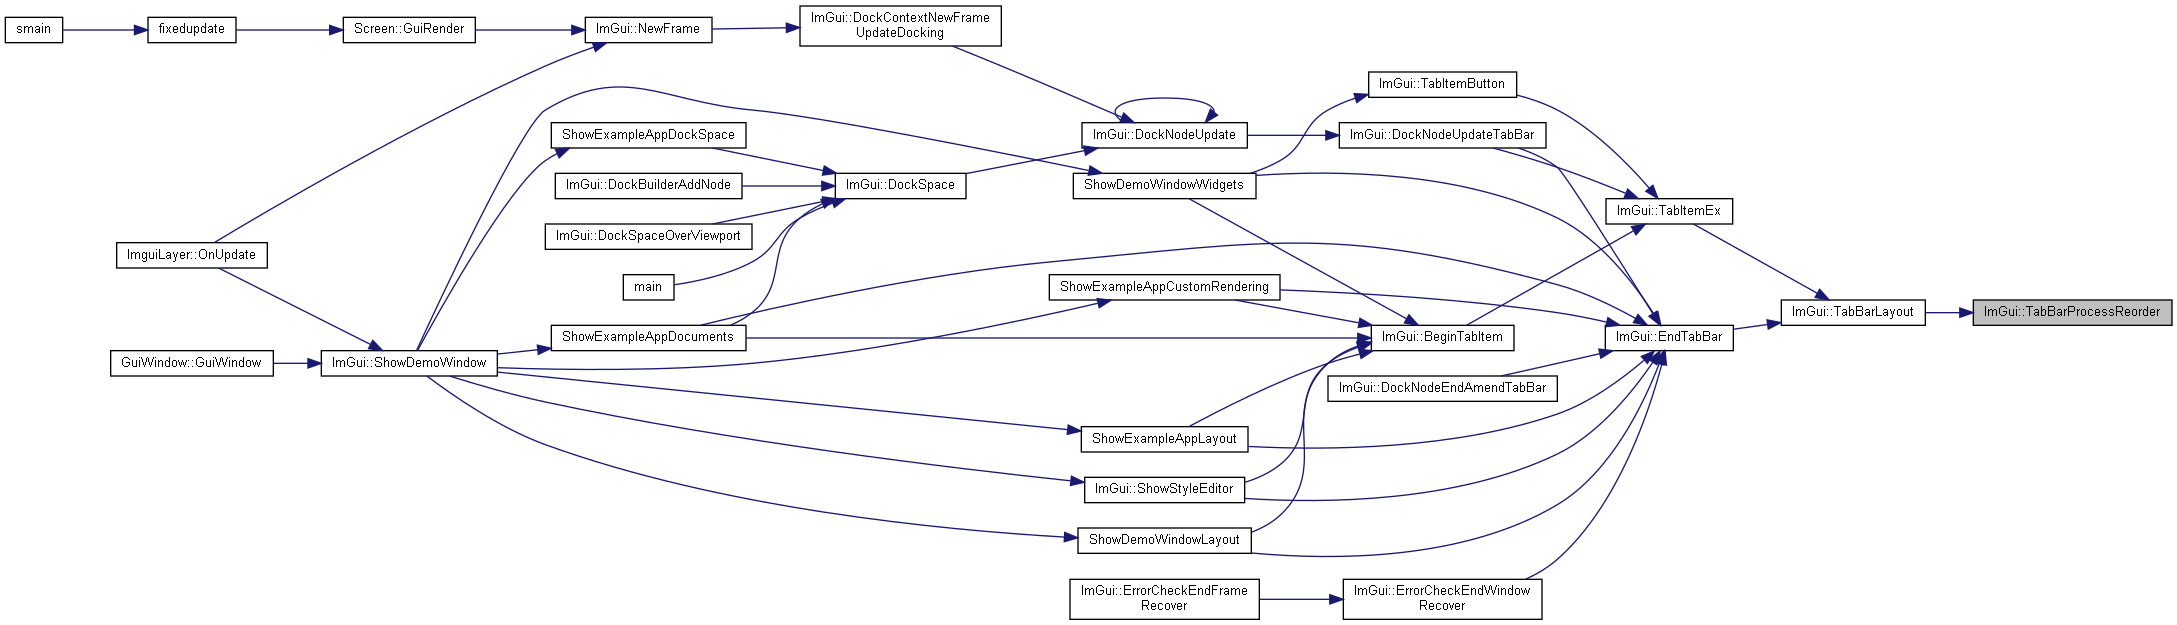 smain
fixedupdate
Screen::GuiRender
ImGui::NewFrame
ImGui::DockContextNewFrame
UpdateDocking
ImGui::TabItemButton
ShowExampleAppDockSpace
ImGui::DockNodeUpdate
ImGui::DockNodeUpdateTabBar
ImGui::DockBuilderAddNode
ImGui::DockSpace
ShowDemoWindowWidgets
ImGui::TabItemEx
ImGui::DockSpaceOverViewport
ImguiLayer::OnUpdate
main
ShowExampleAppCustomRendering
ImGui::TabBarLayout
ImGui::TabBarProcessReorder
ShowExampleAppDocuments
ImGui::BeginTabItem
ImGui::EndTabBar
GuiWindow::GuiWindow
ImGui::ShowDemoWindow
ImGui::DockNodeEndAmendTabBar
ShowExampleAppLayout
ImGui::ShowStyleEditor
ShowDemoWindowLayout
ImGui::ErrorCheckEndFrame
Recover
ImGui::ErrorCheckEndWindow
Recover